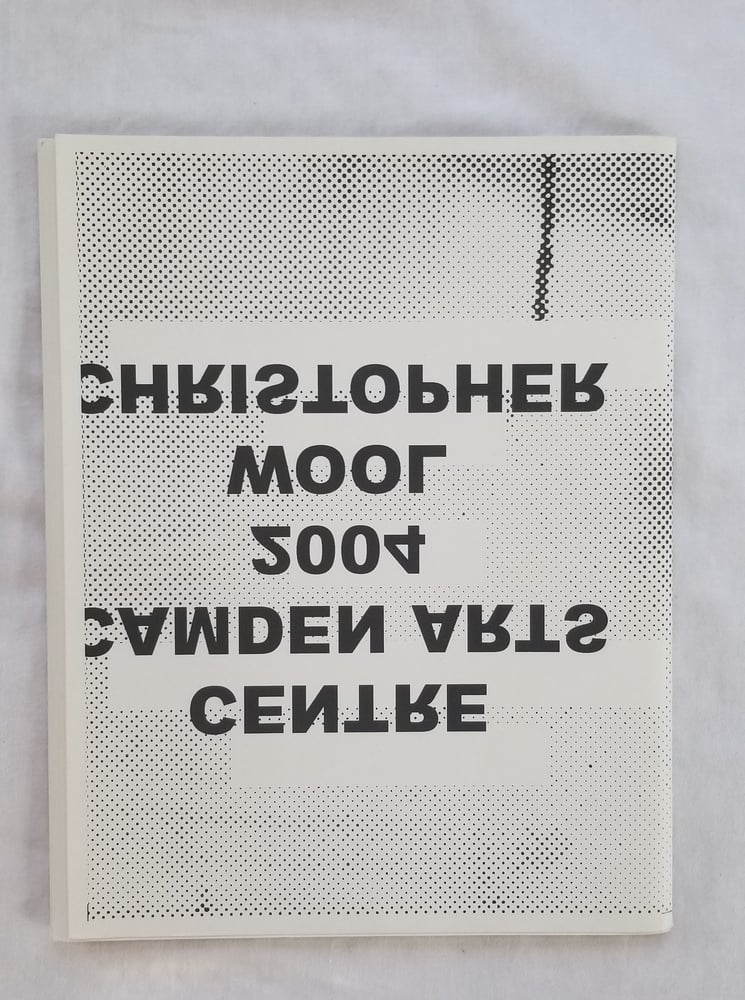 CHRISTOPHER
WOOL
2004
CAMDEN ARTS
CENTRE